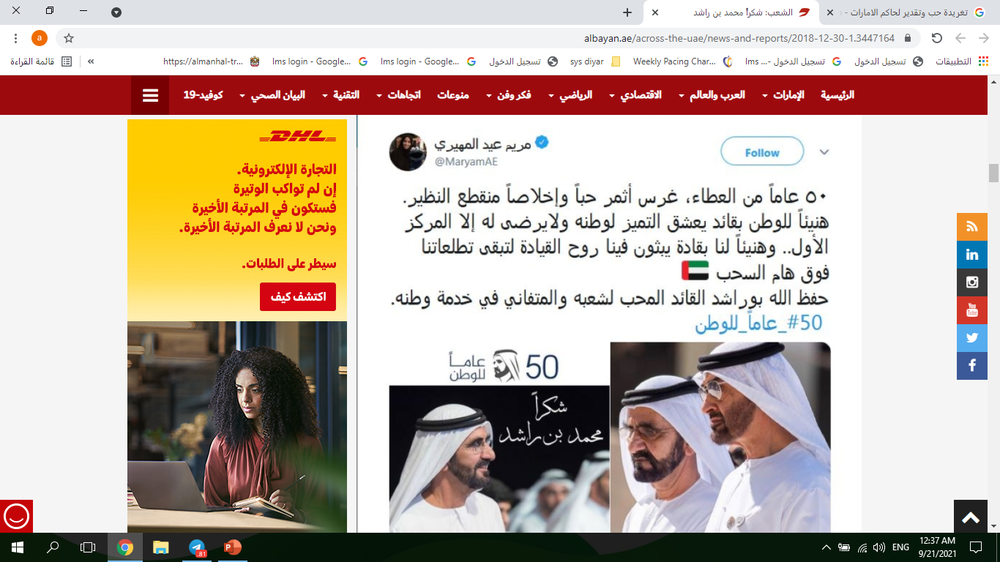 تغريدة حب وتقدير لحاكم الامارات -
الشعب: شكراً محمد بن راشد
albayan.ae/across-the-uae/news-and-reports/2018-12-30-1.3447164
a
التطبيقات
تسجيل الدخول
تسجيل الدخول - lms ...
Weekly Pacing Char...
sys diyar
تسجيل الدخول
lms login - Google...
lms login - Google...
https://almanhal-tr...
»
قائمة القراءة
الرئيسية
الإمارات
العرب والعالم
الاقتصادي
الرياضي
فكر وفن
منوعات
اتجاهات
التقنية
البيان الصحي
كوفيد-19
مريم عيد المهيري
@MaryamAE
Follow
٥٠ عاماً من العطاء، غرس أثمر حباً وإخلاصاً منقطع النظير.
هنيئاً للوطن بقائد يعشق التميز لوطنه ولايرضى له إلا المركز
الأول.. وهنيئاً لنا بقادة يبثون فينا روح القيادة لتبقى تطلعاتنا
فوق هام السحب
حفظ الله بوراشد القائد المحب لشعبه والمتفاني في خدمة وطنه.
#50_عاماً_للوطن
50 عاماً
للوطن
شكراً
محمد بن راشد
DHL
التجارة الإلكترونية.
إن لم تواكب الوتيرة
فستكون في المرتبة الأخيرة
ونحن لا نعرف المرتبة الأخيرة.
سيطر على الطلبات.
اكتشف كيف
You
Tube
81
ENG
12:37 AM
9/21/2021